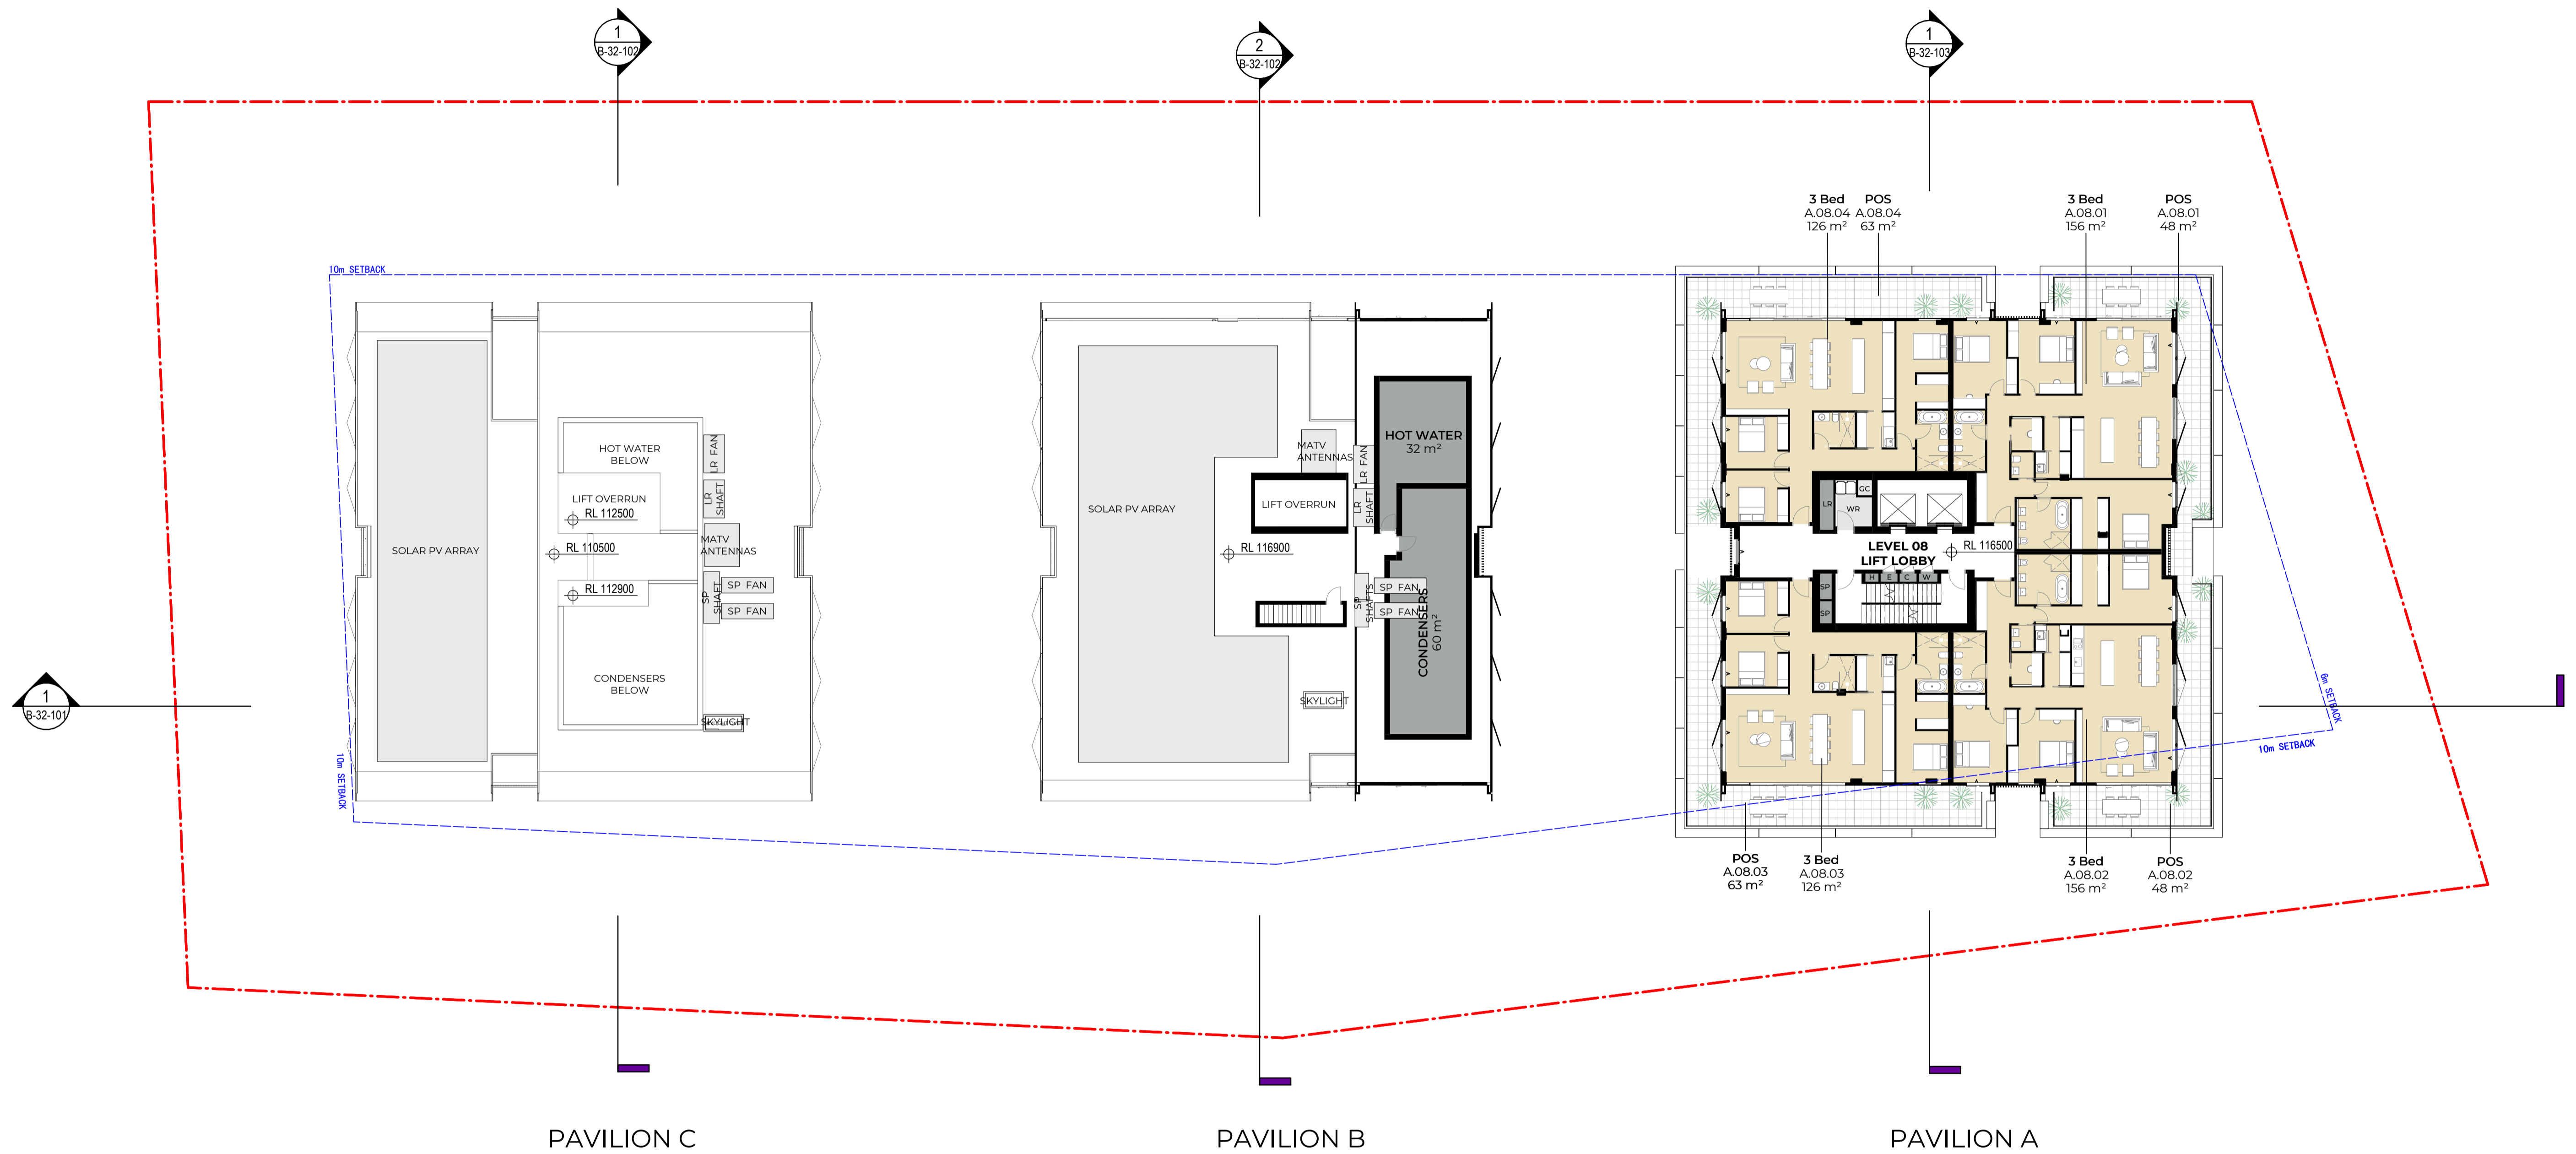 1
B-32-102
2
B-32-102
1
B-32-103
3 Bed
A.08.04
126 m²
POS
A.08.04
63 m²
3 Bed
A.08.01
156 m²
POS
A.08.01
48 m²
10m SETBACK
HOT WATER
BELOW
LR FAN
LIFT OVERRUN
RL 112500
LR
SHAFT
RL 110500
MATV
ANTENNAS
SOLAR PV ARRAY
RL 112900
SP
SHAFT
SP FAN
SP FAN
CONDENSERS
BELOW
SKYLIGHT
10m SETBACK
1
B-32-101
MATV
ANTENNAS
LR FAN
HOT WATER
32 m²
SOLAR PV ARRAY
LIFT OVERRUN
LR
SHAFT
RL 116900
SP
SHAFTS
SP FAN
SP FAN
CONDENSERS
60 m²
SKYLIGHT
LR
WR
GC
LEVEL 08
LIFT LOBBY
RL 116500
H E C W
SP
SP
6m SETBACK
10m SETBACK
POS
A.08.03
63 m²
3 Bed
A.08.03
126 m²
3 Bed
A.08.02
156 m²
POS
A.08.02
48 m²
PAVILION C
PAVILION B
PAVILION A